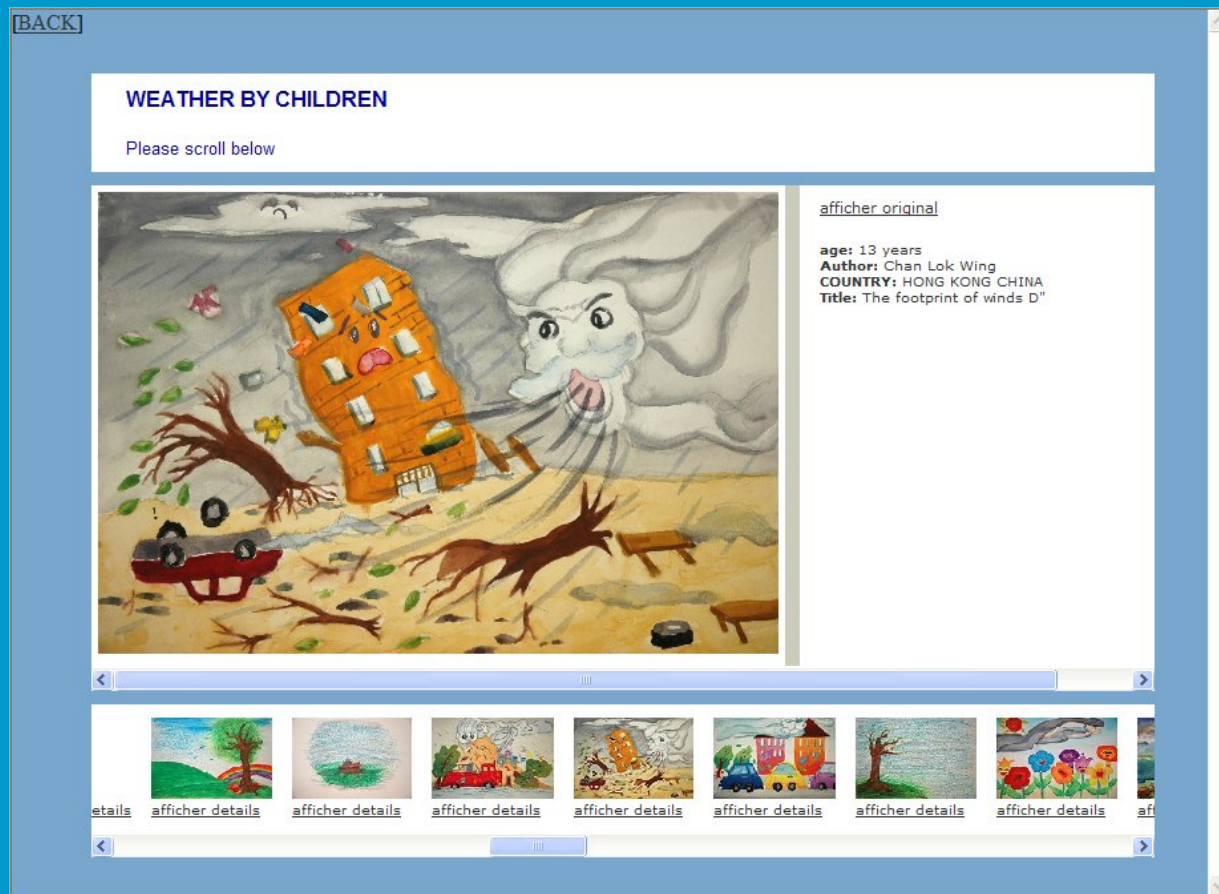 [BACK]
WEATHER BY CHILDREN
Please scroll below
afficher original
age: 13 years
Author: Chan Lok Wing
COUNTRY: HONG KONG CHINA
Title: The footprint of winds D"
etails afficher details afficher details afficher details afficher details afficher details afficher details afficher details aff